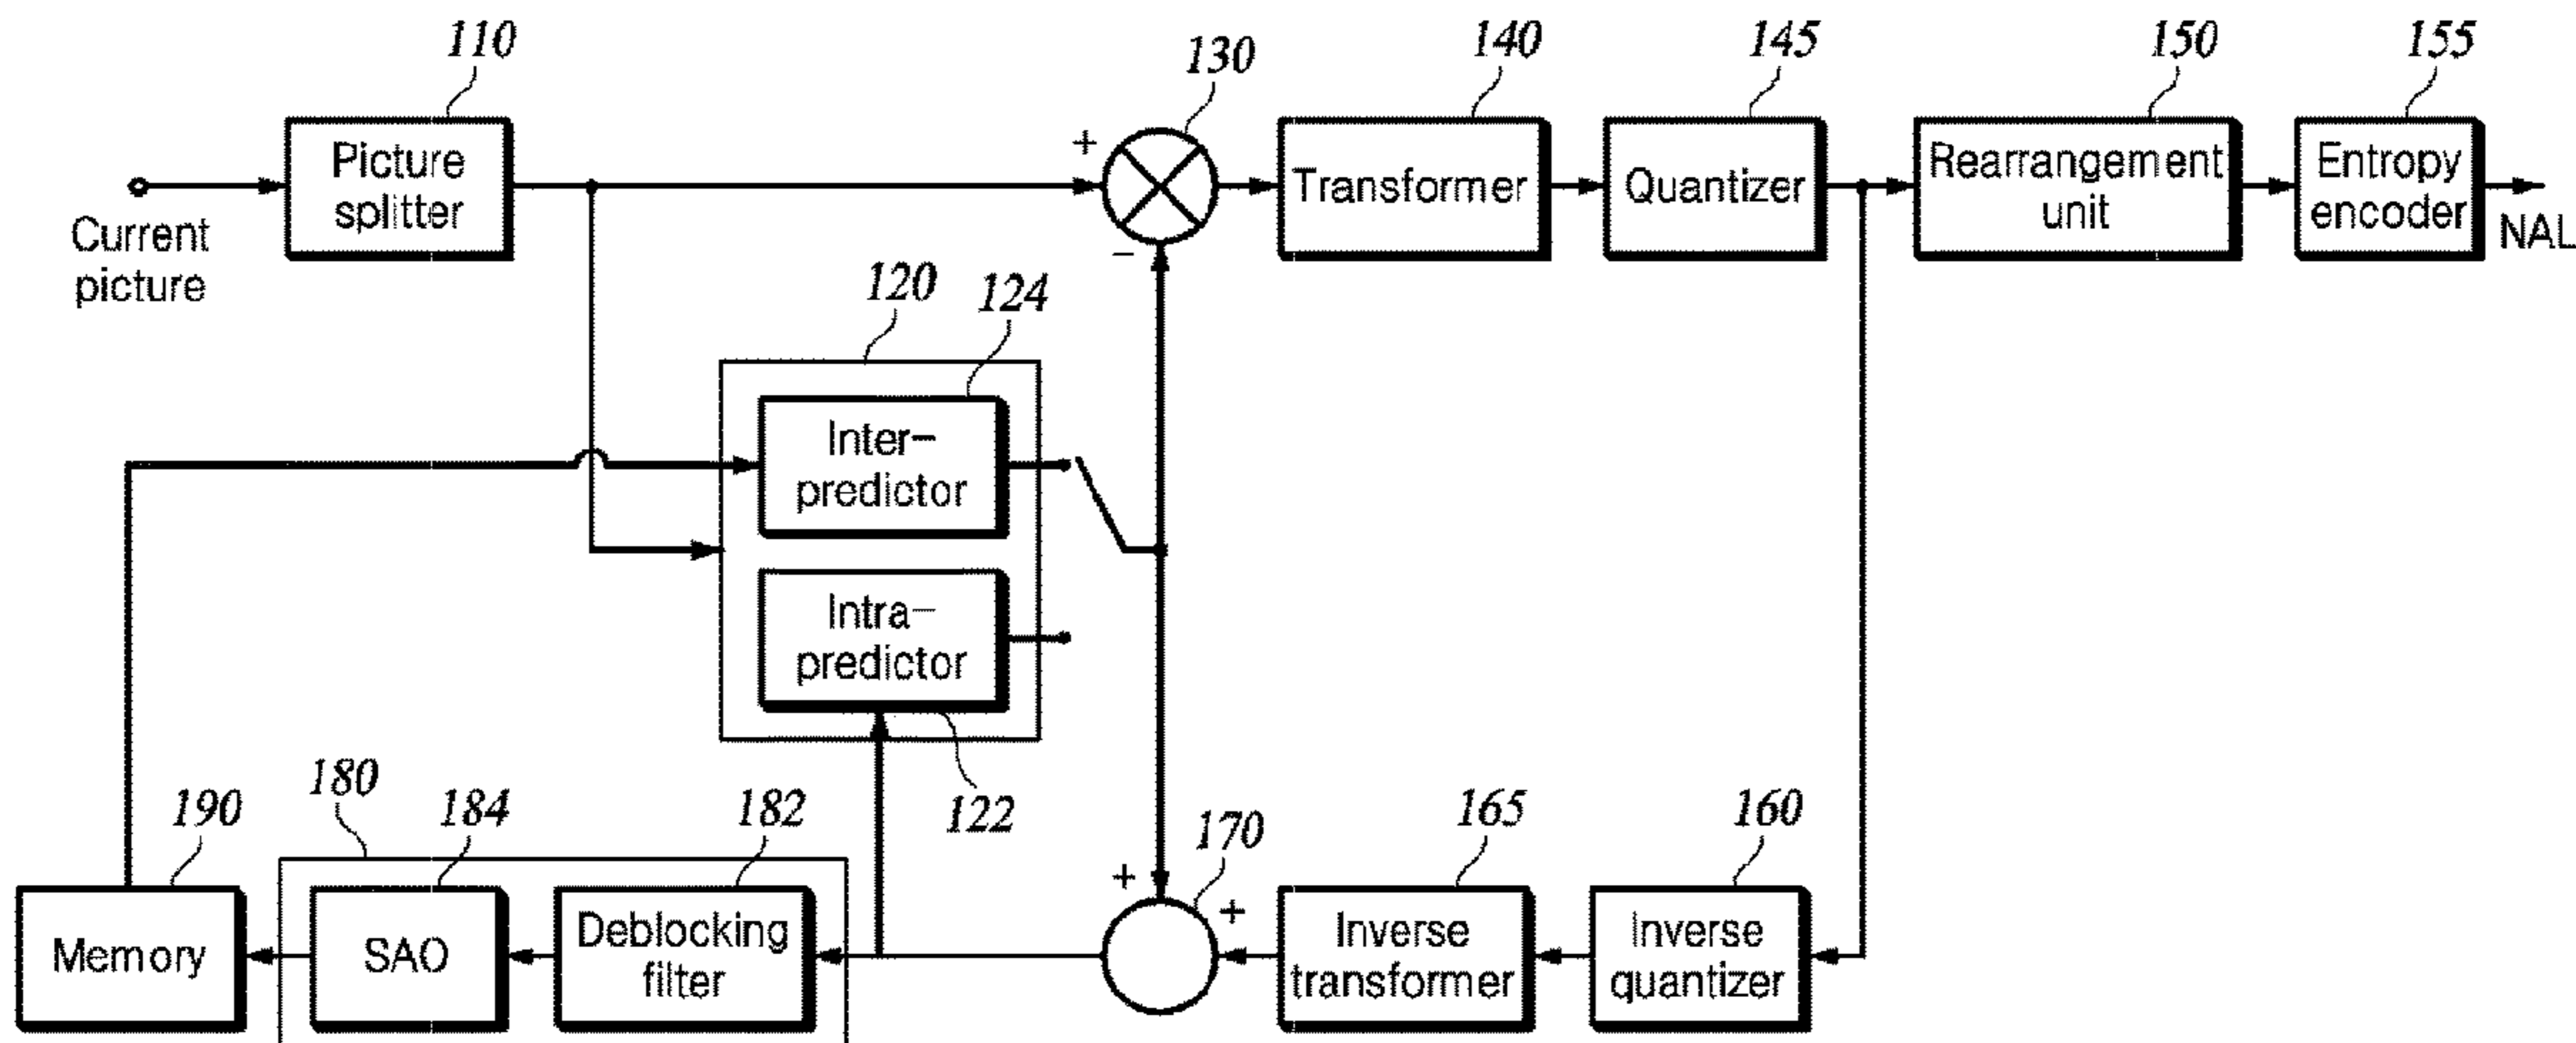 110
130
140
145
150
155
+
Picture
splitter
Transformer
Quantizer
Rearrangement
unit
Entropy
encoder
NAL
Current
picture
−
120
124
Inter−
predictor
Intra−
predictor
122
190
180
184
182
170
165
160
+
+
Memory
SAO
Deblocking
filter
Inverse
transformer
Inverse
quantizer